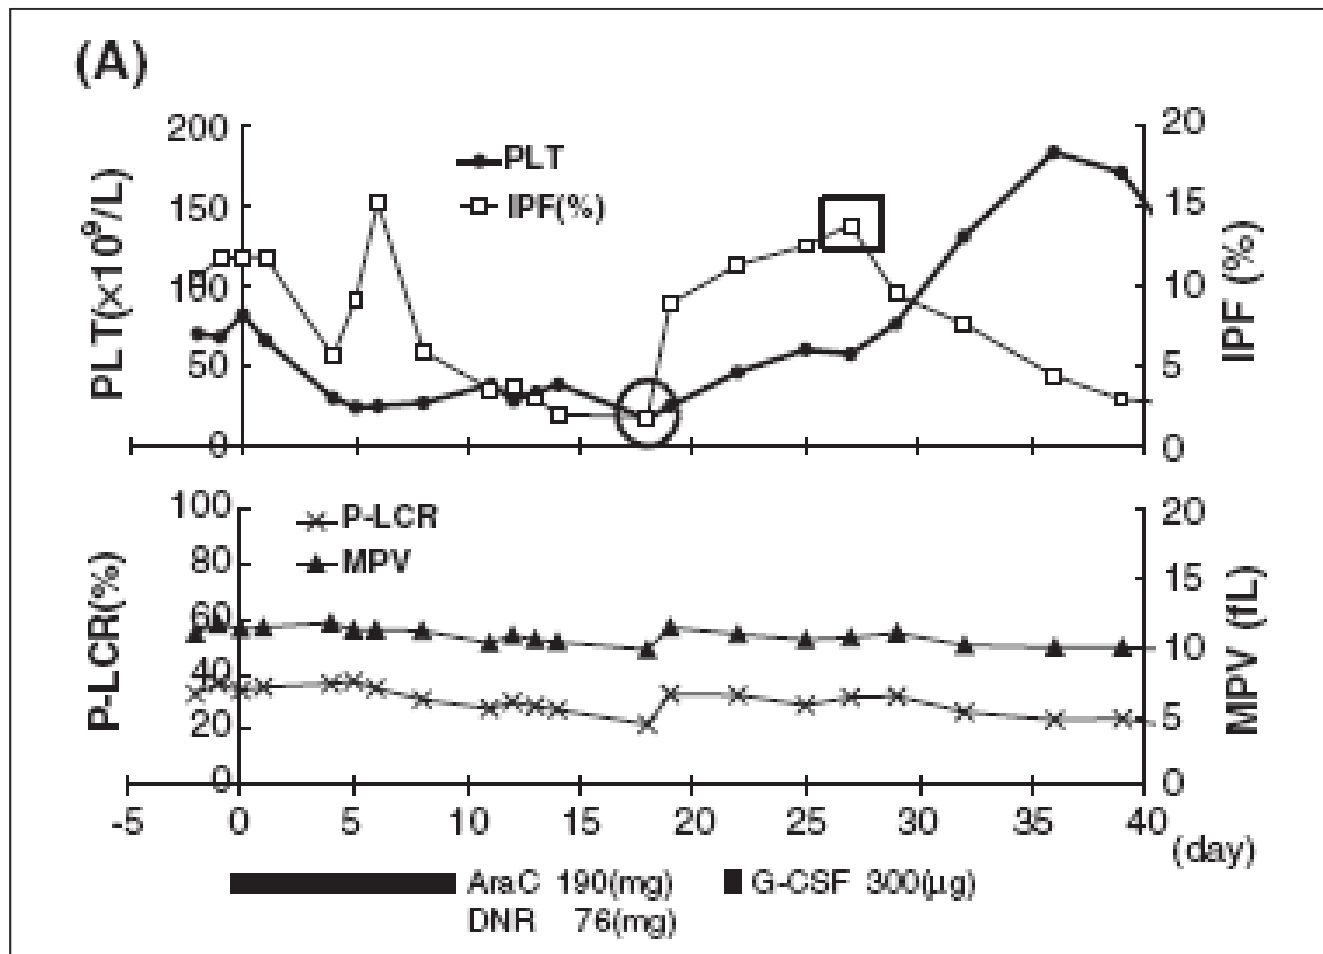 (A)
PLT(×10⁹/L)
200
150
100
50
0
PLT
IPF(%)
20
15
10
5
0
IPF (%)
P-LCR(%)
100
80
60
40
20
0
P-LCR
MPV
20
15
10
5
0
MPV (fL)
-5 0 5 10 15 20 25 30 35 40
(day)
AraC 190(mg) G-CSF 300(μg)
DNR 76(mg)